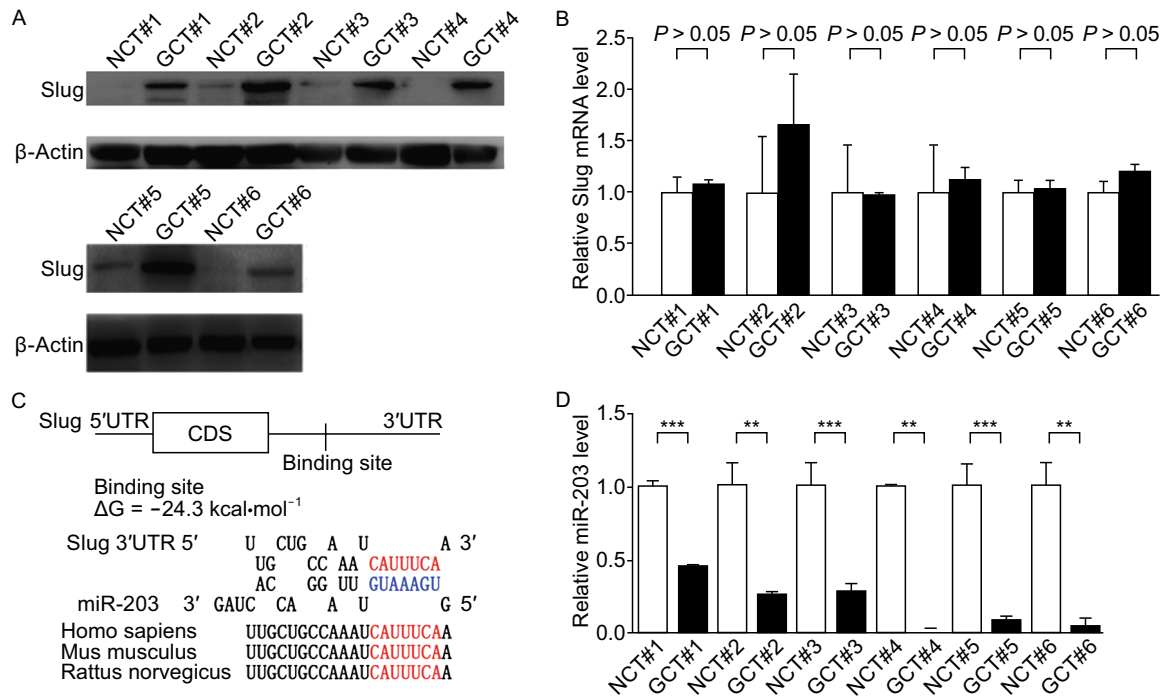 A
NCT#1 GCT#1 NCT#2 GCT#2 NCT#3 GCT#3 NCT#4 GCT#4
Slug
β-Actin
NCT#5 GCT#5 NCT#6 GCT#6
Slug
β-Actin
B
P > 0.05 P > 0.05 P > 0.05 P > 0.05 P > 0.05 P > 0.05
Relative Slug mRNA level
2.5
2.0
1.5
1.0
0.5
0.0
NCT#1 GCT#1 NCT#2 GCT#2 NCT#3 GCT#3 NCT#4 GCT#4 NCT#5 GCT#5 NCT#6 GCT#6
C
Slug 5′UTR CDS 3′UTR
Binding site
Binding site
ΔG = −24.3 kcal•mol−1
Slug 3′UTR 5′ U CUG A U A 3′
UG CC AA CAUUUCA
AC GG UU GUAAAGU
miR-203 3′ GAUC CA A U G 5′
Homo sapiens UUGCUGCCAAAUCAUUUCAA
Mus musculus UUGCUGCCAAAUCAUUUCAA
Rattus norvegicus UUGCUGCCAAAUCAUUUCAA
D
Relative miR-203 level
1.5
1.0
0.5
0.0
*** ** *** ** *** **
NCT#1 GCT#1 NCT#2 GCT#2 NCT#3 GCT#3 NCT#4 GCT#4 NCT#5 GCT#5 NCT#6 GCT#6